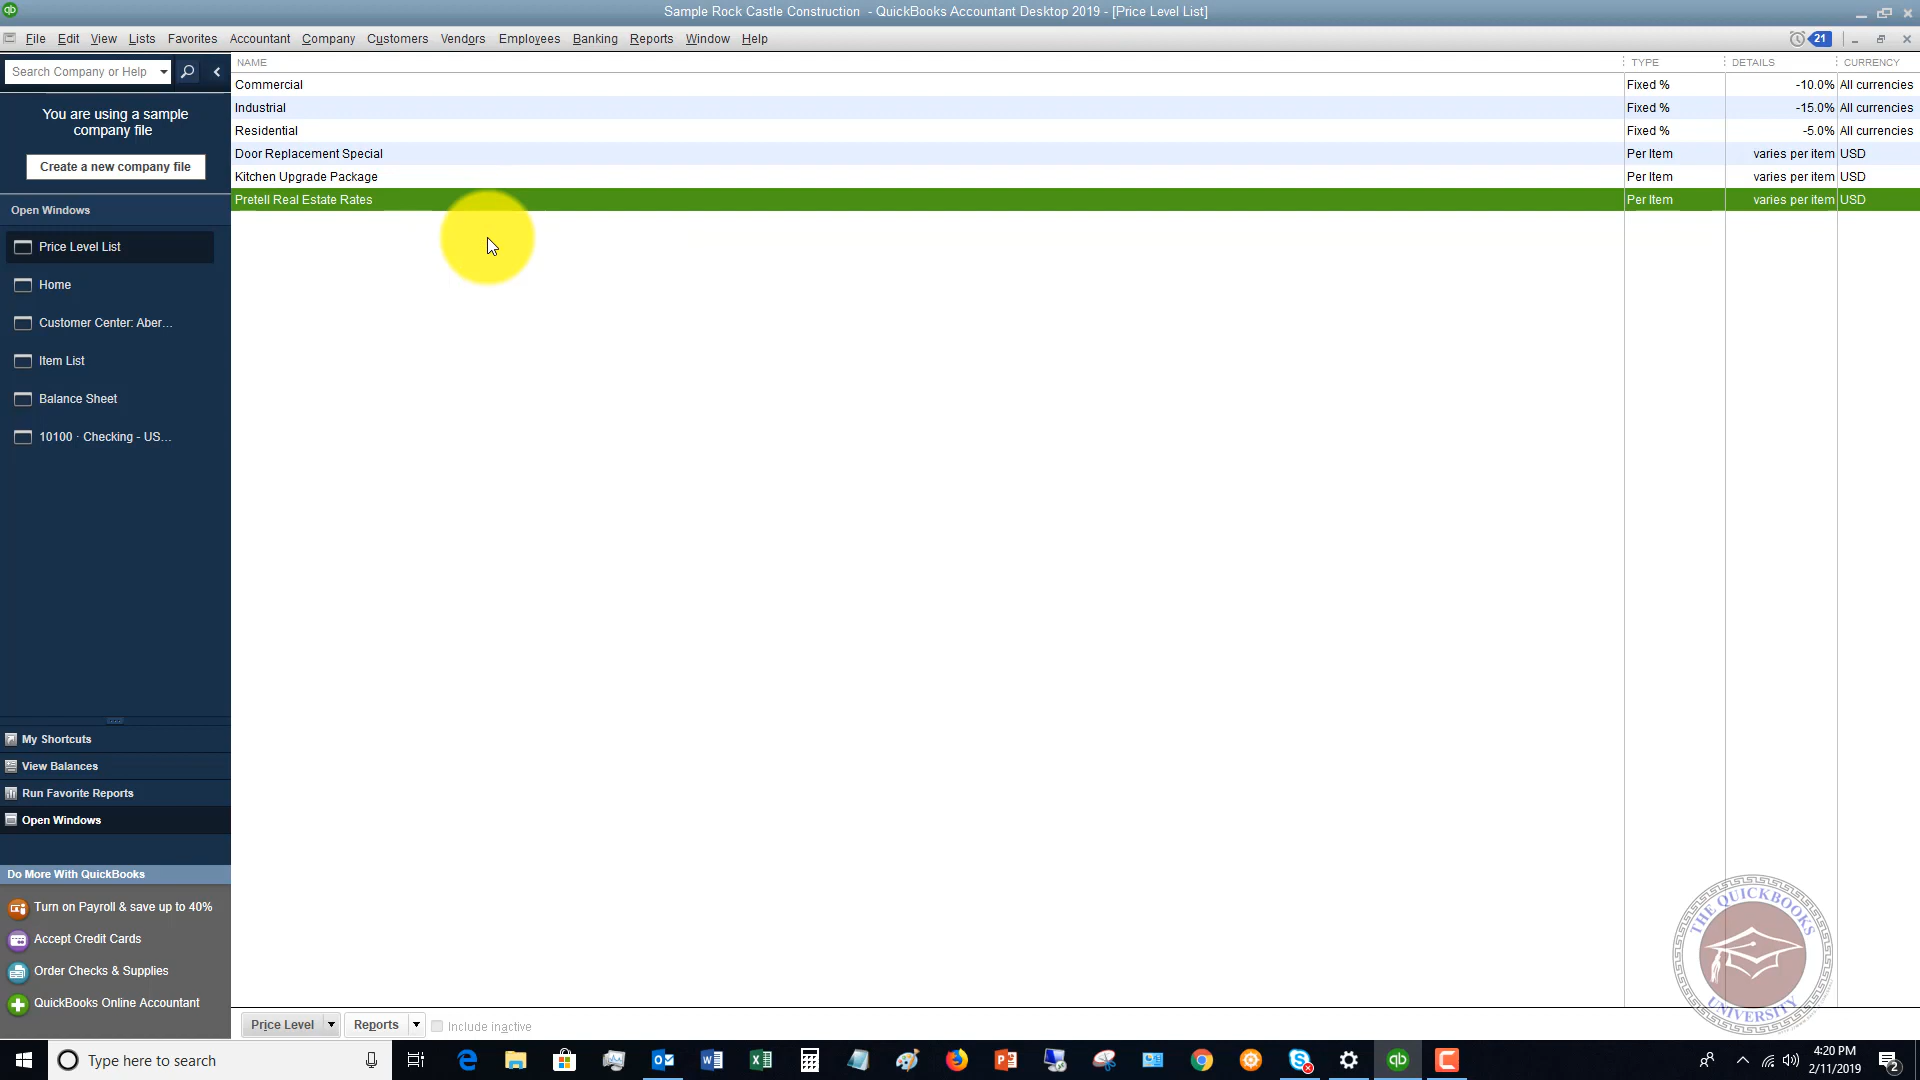 Sample Rock Castle Construction - QuickBooks Accountant Desktop 2019 - [Price Level List]
File Edit View Lists Favorites Accountant Company Customers Vendors Employees Banking Reports Window Help
21
Search Company or Help
You are using a sample
company file
Create a new company file
Open Windows
Price Level List
Home
Customer Center: Aber...
Item List
Balance Sheet
10100 · Checking - US...
My Shortcuts
View Balances
Run Favorite Reports
Open Windows
Do More With QuickBooks
Turn on Payroll & save up to 40%
Accept Credit Cards
Order Checks & Supplies
QuickBooks Online Accountant
NAME TYPE DETAILS CURRENCY
Commercial Fixed % -10.0% All currencies
Industrial Fixed % -15.0% All currencies
Residential Fixed % -5.0% All currencies
Door Replacement Special Per Item varies per item USD
Kitchen Upgrade Package Per Item varies per item USD
Pretell Real Estate Rates Per Item varies per item USD
THE QUICKBOOKS
UNIVERSITY
Price Level Reports Include inactive
Type here to search
4:20 PM
2/11/2019
2